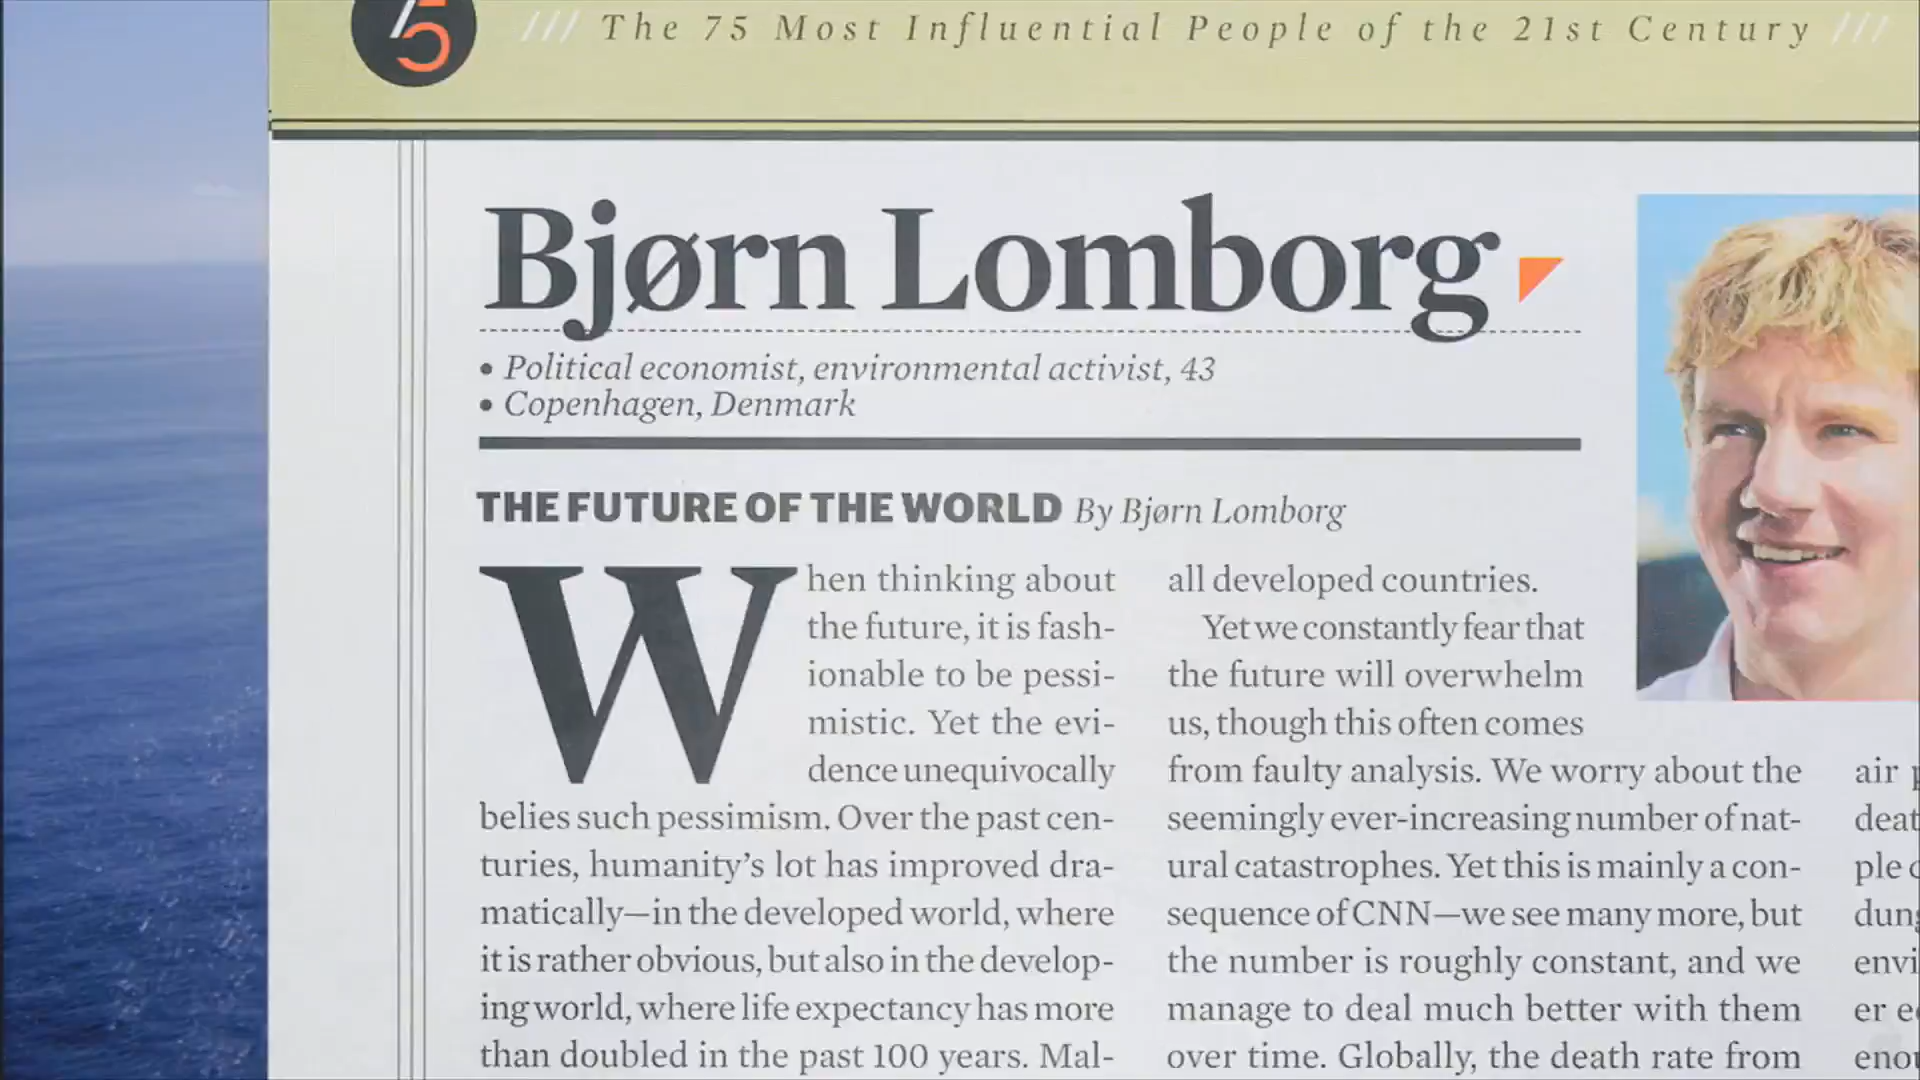 75
/// The 75 Most Influential People of the 21st Century ///
Bjørn Lomborg
• Political economist, environmental activist, 43
• Copenhagen, Denmark
THE FUTURE OF THE WORLD By Bjørn Lomborg
When thinking about
the future, it is fash-
ionable to be pessi-
mistic. Yet the evi-
dence unequivocally
belies such pessimism. Over the past cen-
turies, humanity’s lot has improved dra-
matically—in the developed world, where
it is rather obvious, but also in the develop-
ing world, where life expectancy has more
than doubled in the past 100 years. Mal-
all developed countries.
Yet we constantly fear that
the future will overwhelm
us, though this often comes
from faulty analysis. We worry about the
seemingly ever-increasing number of nat-
ural catastrophes. Yet this is mainly a con-
sequence of CNN—we see many more, but
the number is roughly constant, and we
manage to deal much better with them
over time. Globally, the death rate from
air